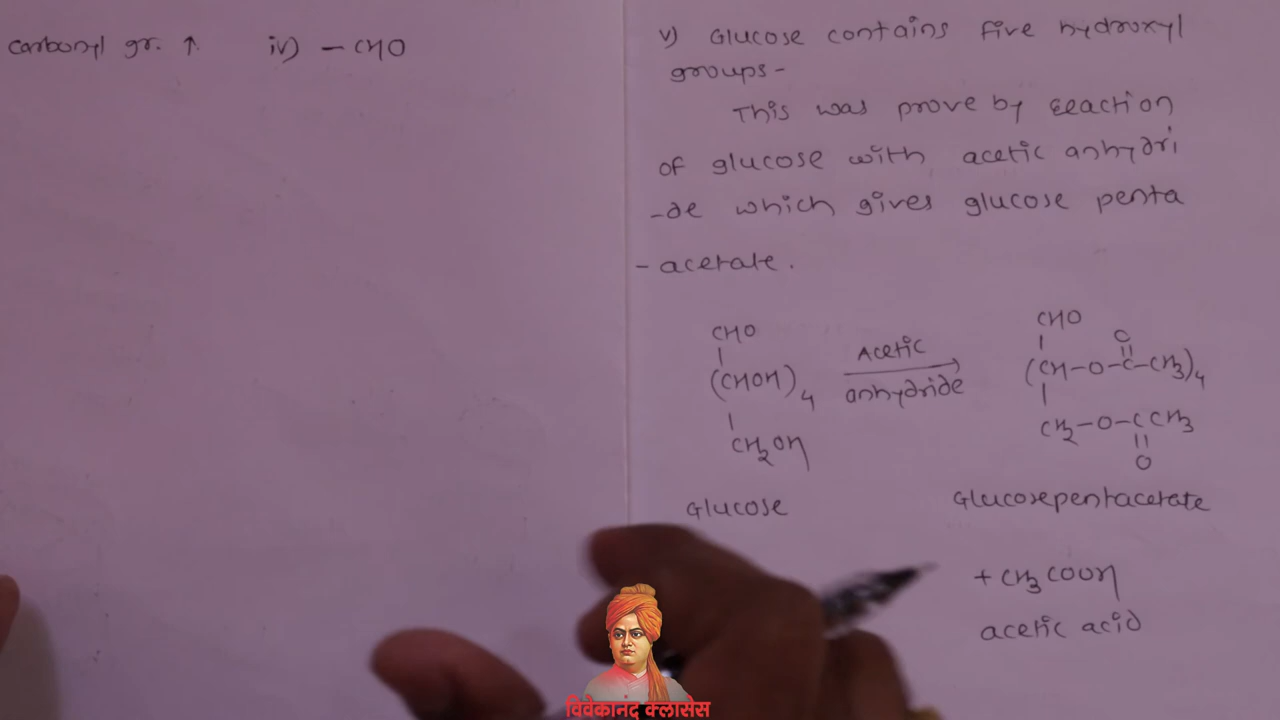 carbonyl gr. ↑ iv) - CHO
v) Glucose contains five hydroxyl
groups-
This was prove by reaction
of glucose with acetic anhydri
-de which gives glucose penta
-acetate.
CHO
|
(CHOH)4
|
CH2OH
Glucose
Acetic
anhydride
CHO
|
O
||
(CH-O-C-CH3)4
|
CH2-O-C CH3
||
O
Glucosepentacetate
+ CH3COOH
acetic acid
विवेकानंद क्लासेस